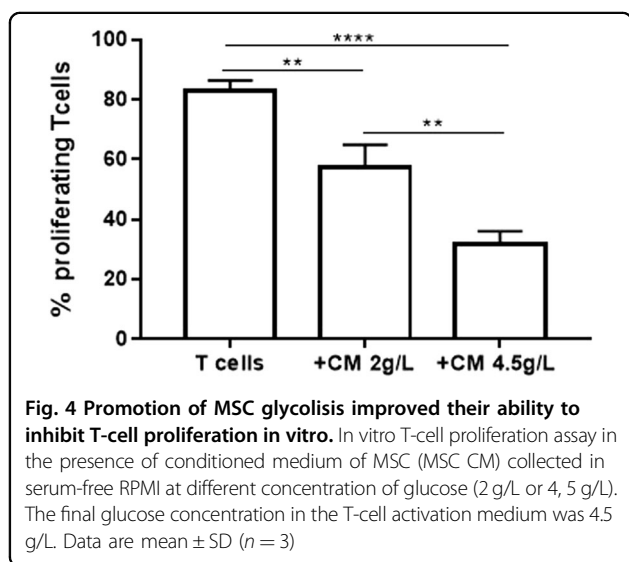 % proliferating Tcells
100
80
60
40
20
0
****
**
**
T cells +CM 2g/L +CM 4.5g/L
Fig. 4 Promotion of MSC glycolisis improved their ability to
inhibit T-cell proliferation in vitro. In vitro T-cell proliferation assay in
the presence of conditioned medium of MSC (MSC CM) collected in
serum-free RPMI at different concentration of glucose (2 g/L or 4, 5 g/L).
The final glucose concentration in the T-cell activation medium was 4.5
g/L. Data are mean ± SD (n = 3)